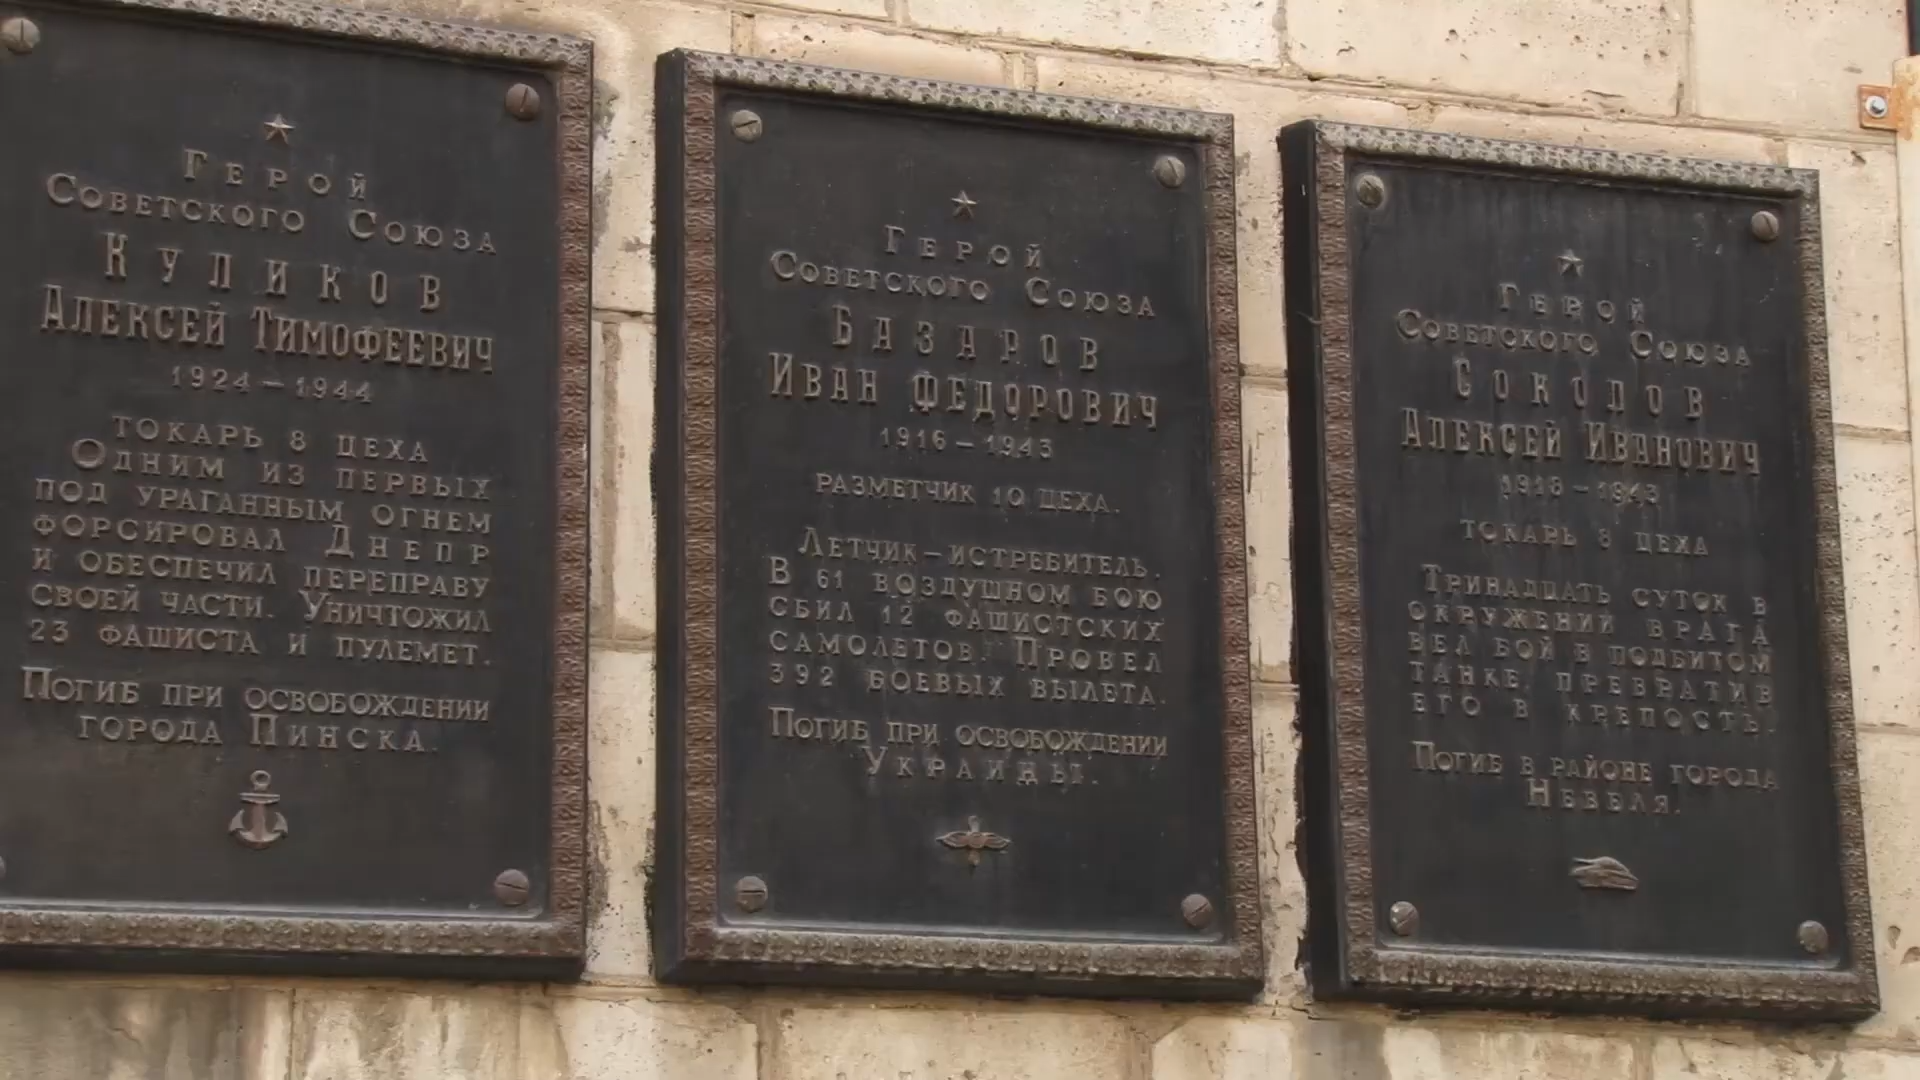 Герой
Советского Союза
Куликов
Алексей Тимофеевич
1924 – 1944
токарь 8 цеха
Одним из первых
под ураганным огнем
форсировал Днепр
и обеспечил переправу
своей части. Уничтожил
23 фашиста и пулемет.
Погиб при освобождении
города Пинска.
Герой
Советского Союза
Базаров
Иван Федорович
1916 – 1943
разметчик 10 цеха.
Летчик – истребитель.
В 61 воздушном бою
сбил 12 фашистских
самолетов. Провел
392 боевых вылета.
Погиб при освобождении
Украины.
Герой
Советского Союза
Соколов
Алексей Иванович
1918 – 1943
токарь 8 цеха
Тринадцать суток в
окружении врага
вел бой в подбитом
танке, превратив
его в крепость.
Погиб в районе города
Невеля.